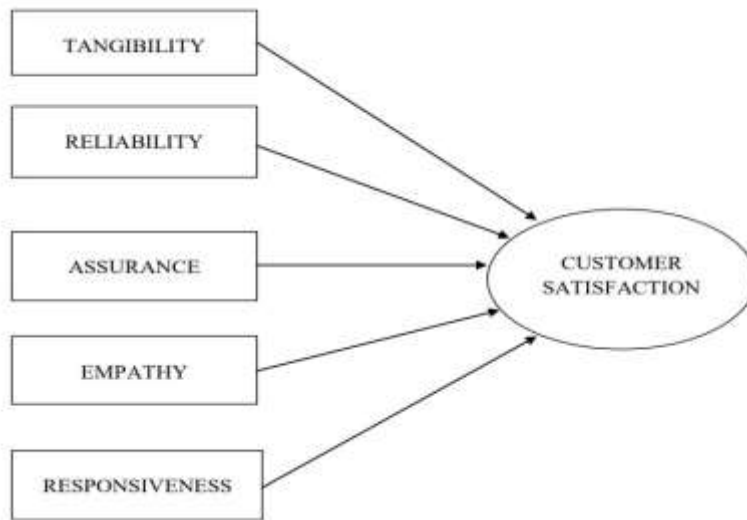 TANGIBILITY
RELIABILITY
ASSURANCE
CUSTOMER
SATISFACTION
EMPATHY
RESPONSIVENESS